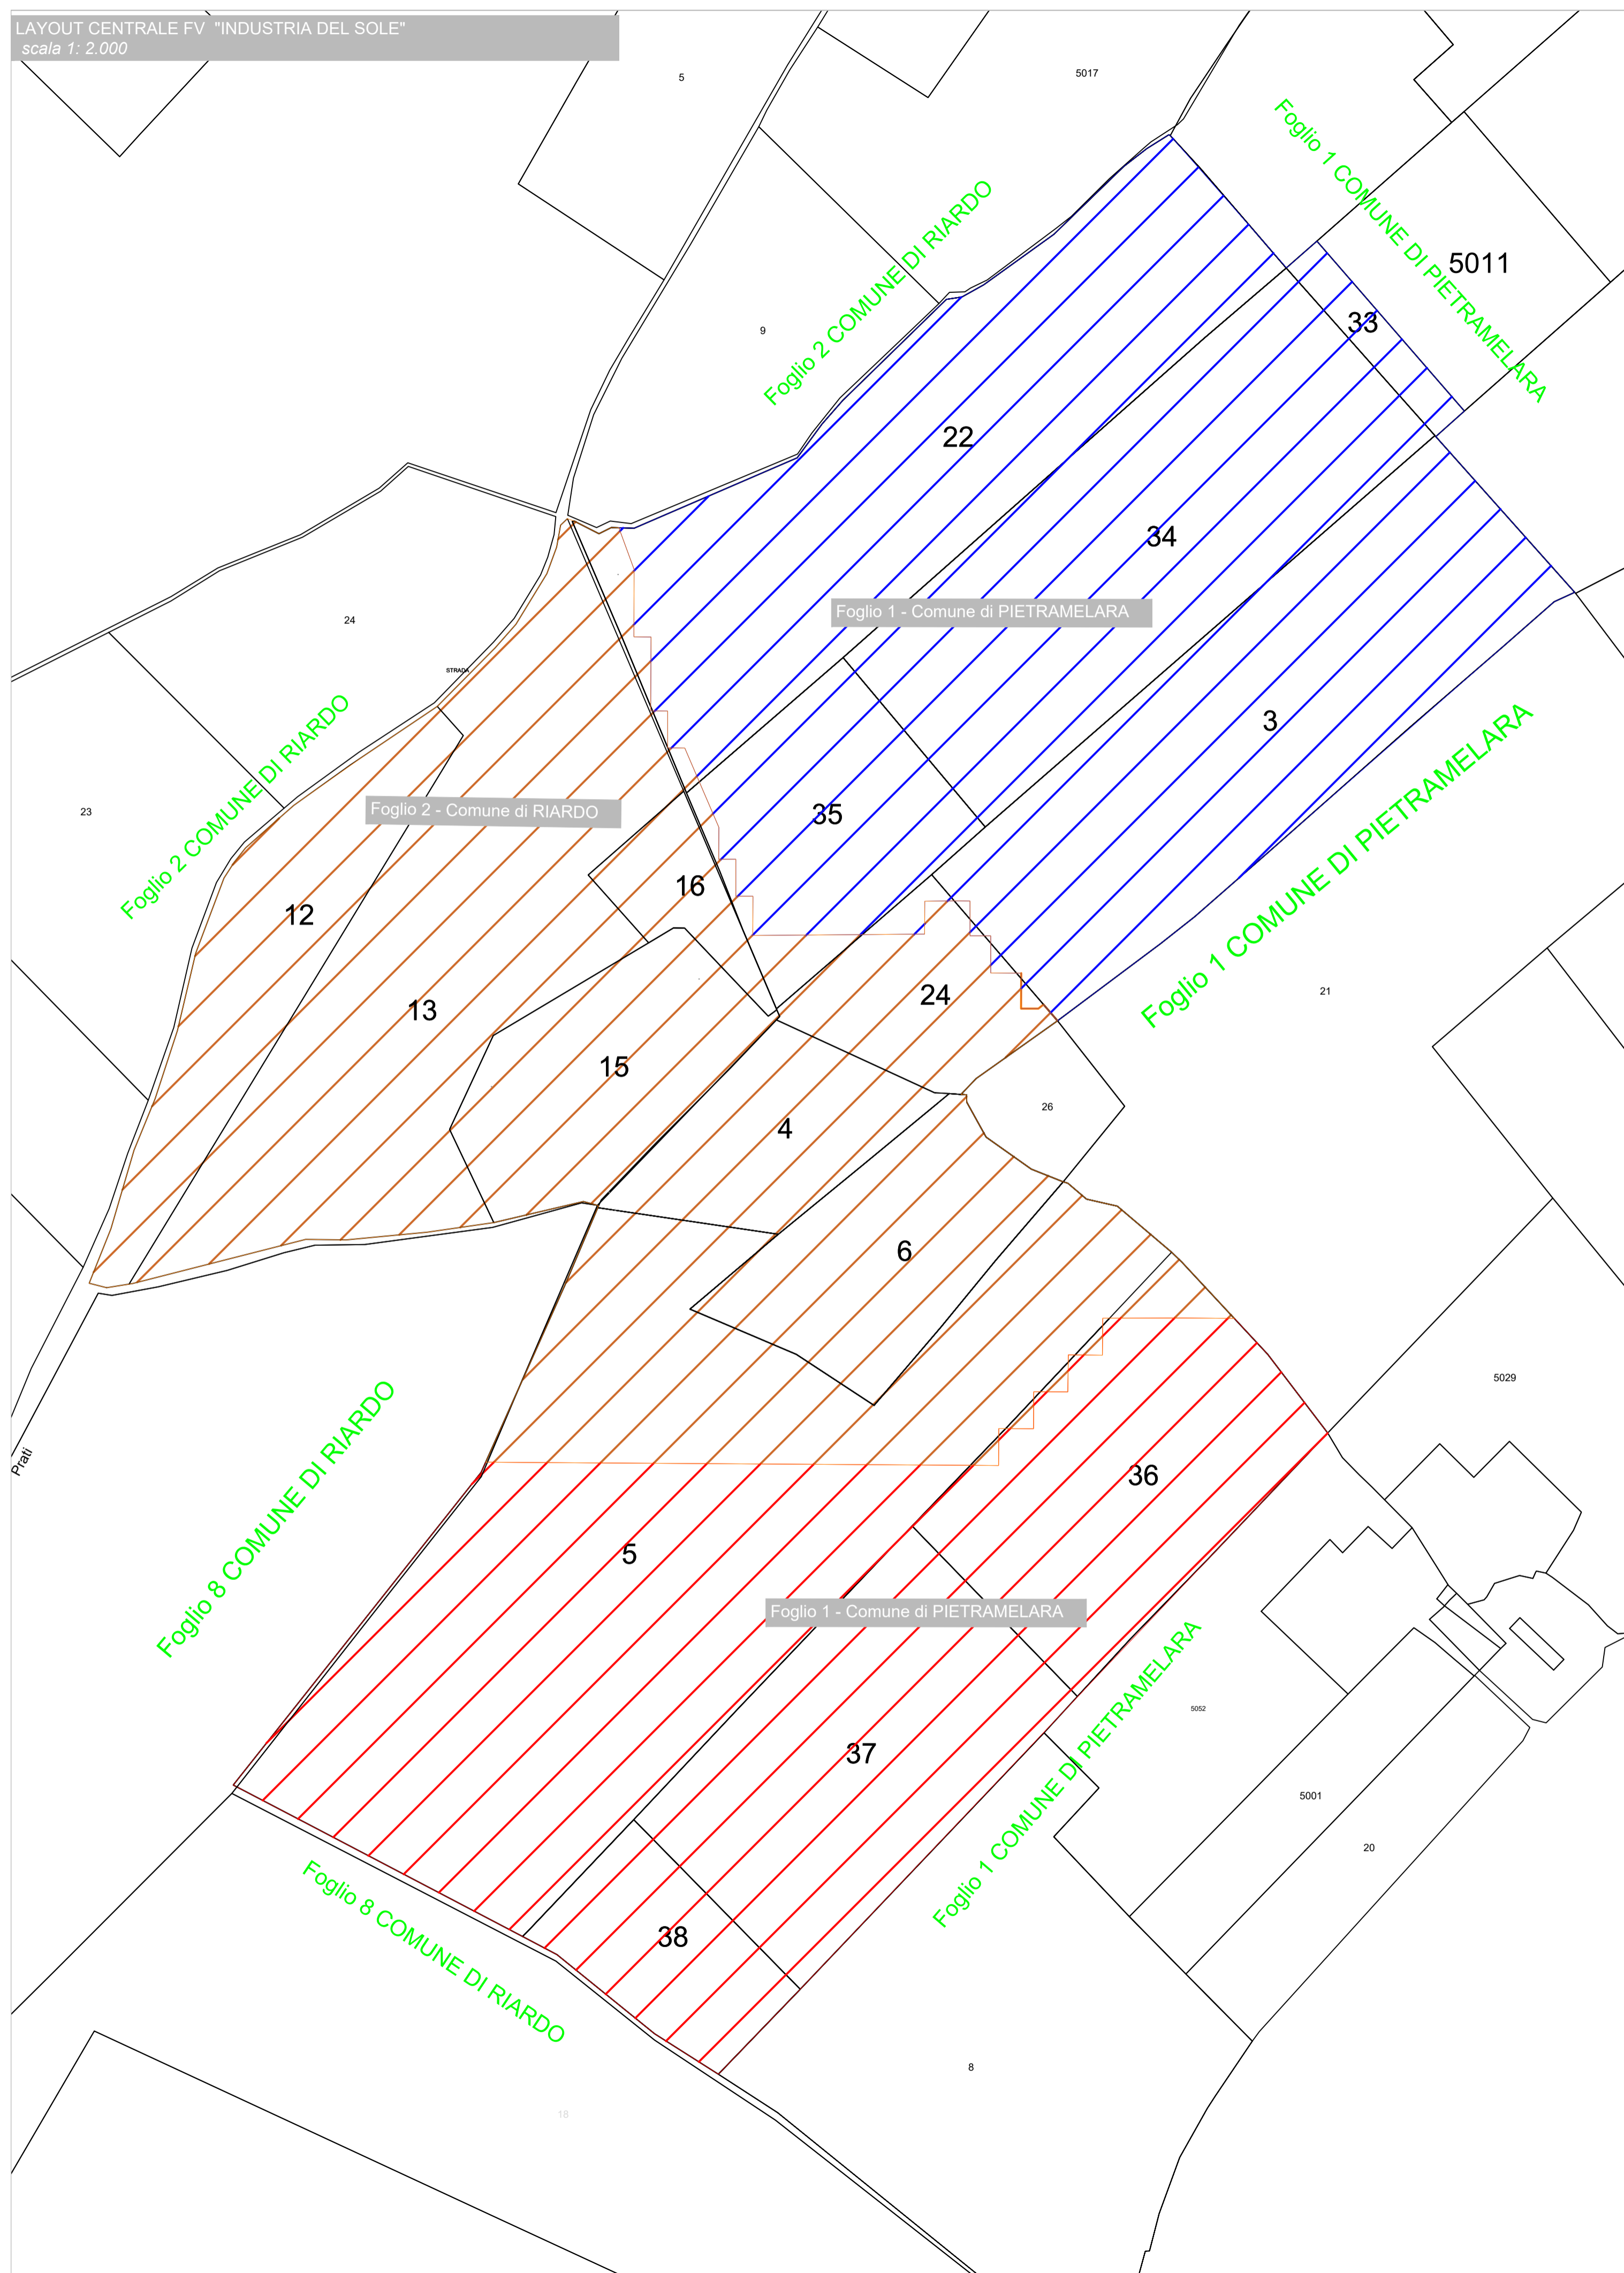 LAYOUT CENTRALE FV "INDUSTRIA DEL SOLE"
scala 1: 2.000
5
5017
Foglio 1 COMUNE DI PIETRAMELARA
Foglio 2 COMUNE DI RIARDO
5011
9
33
22
34
Foglio 1 - Comune di PIETRAMELARA
24
STRADA
3
Foglio 2 COMUNE DI RIARDO
Foglio 2 - Comune di RIARDO
23
35
Foglio 1 COMUNE DI PIETRAMELARA
16
12
24
21
13
15
26
4
6
5029
Foglio 8 COMUNE DI RIARDO
Prati
36
5
Foglio 1 - Comune di PIETRAMELARA
Foglio 1 COMUNE DI PIETRAMELARA
5052
37
5001
20
Foglio 8 COMUNE DI RIARDO
38
8
18